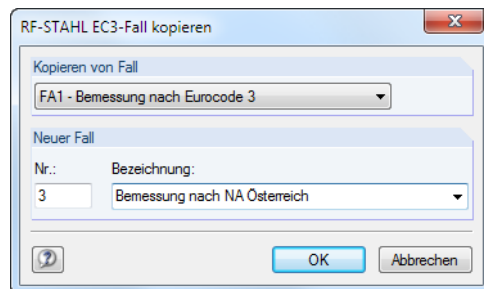 RF-STAHL EC3-Fall kopieren
Kopieren von Fall
FA1 - Bemessung nach Eurocode 3
Neuer Fall
Nr.: Bezeichnung:
3 Bemessung nach NA Österreich
OK Abbrechen